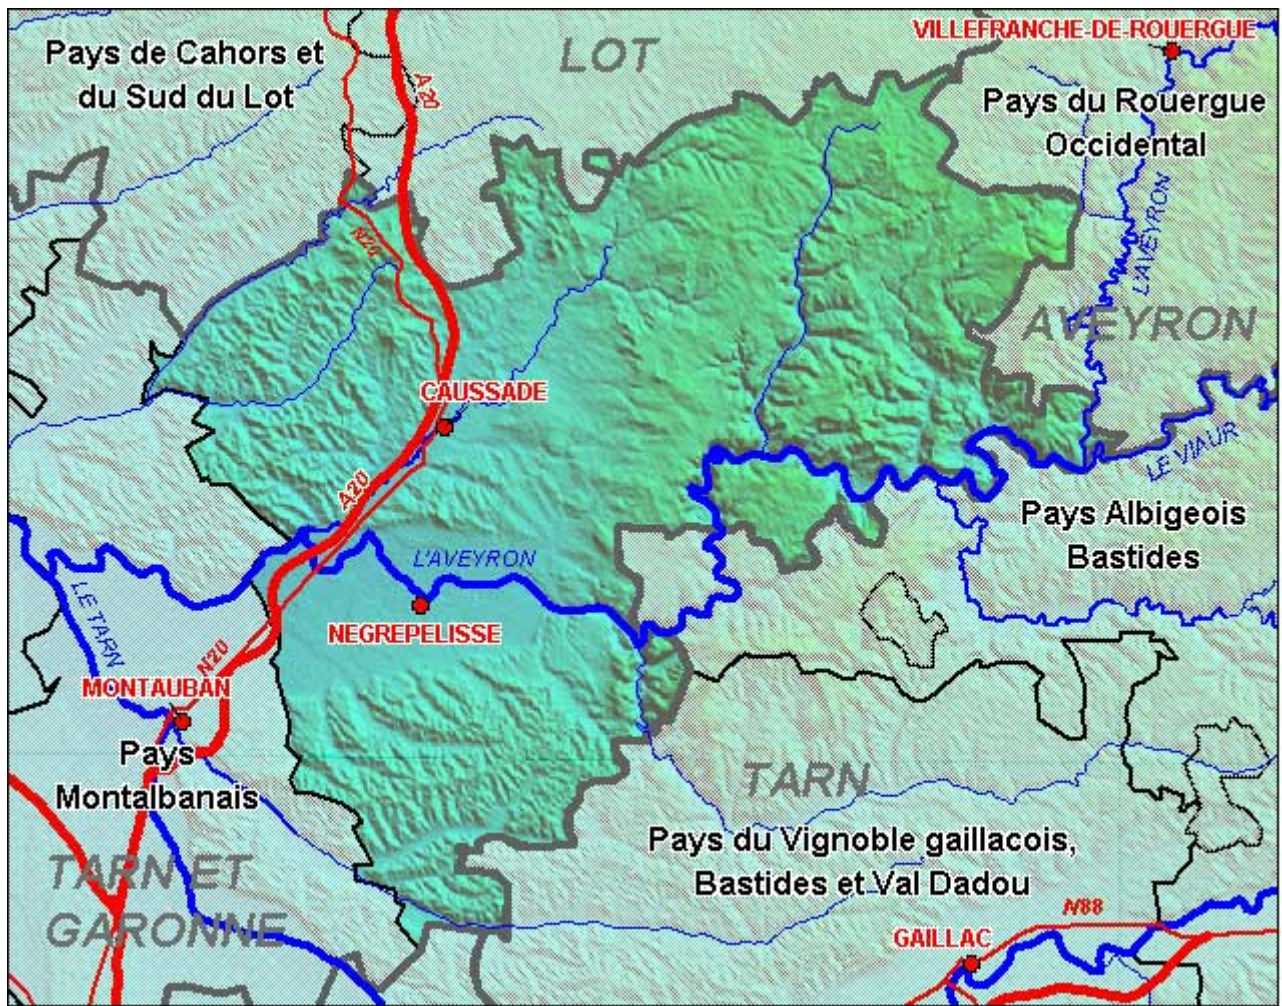 VILLEFRANCHE-DE-ROUERGUE
LOT
Pays de Cahors et
du Sud du Lot
A 20
Pays du Rouergue
Occidental
L'AVEYRON
N20
AVEYRON
CAUSSADE
LE VIAUR
A20
Pays Albigeois
Bastides
L'AVEYRON
LE TARN
NEGREPELISSE
N20
MONTAUBAN
Pays
Montalbanais
TARN
Pays du Vignoble gaillacois,
Bastides et Val Dadou
TARN ET
GARONNE
N88
GAILLAC